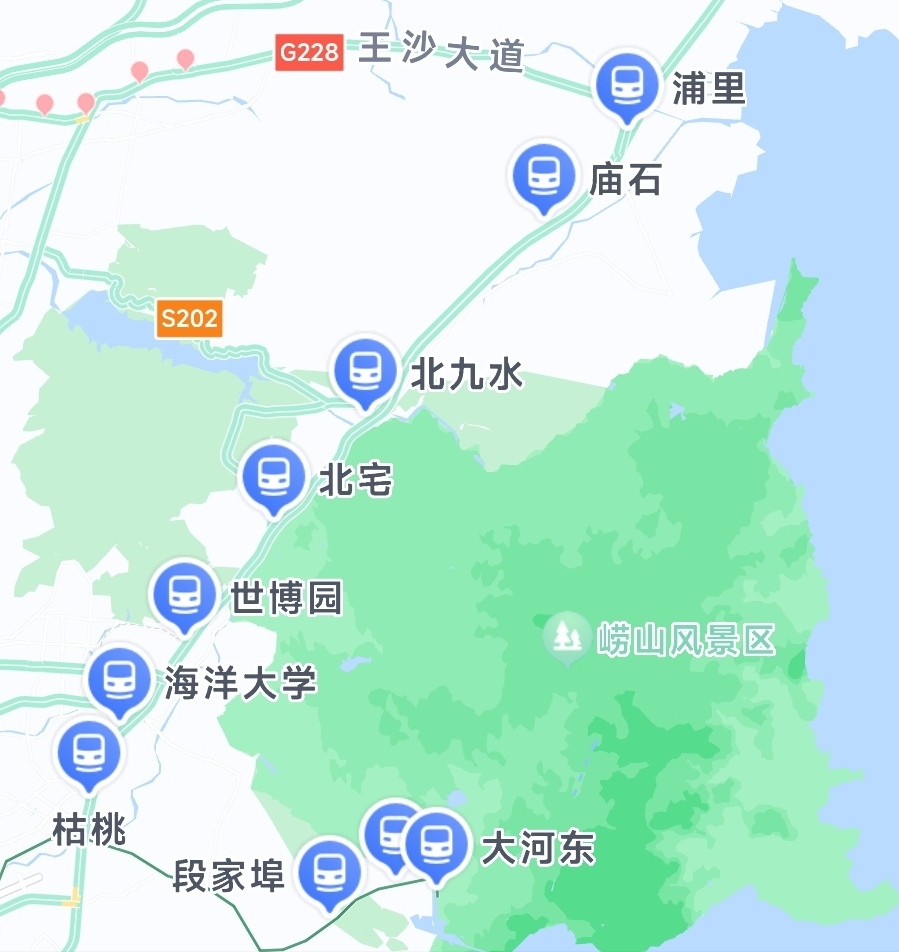 G228
王沙大道
浦里
庙石
S202
北九水
北宅
世博园
崂山风景区
海洋大学
枯桃
大河东
段家埠